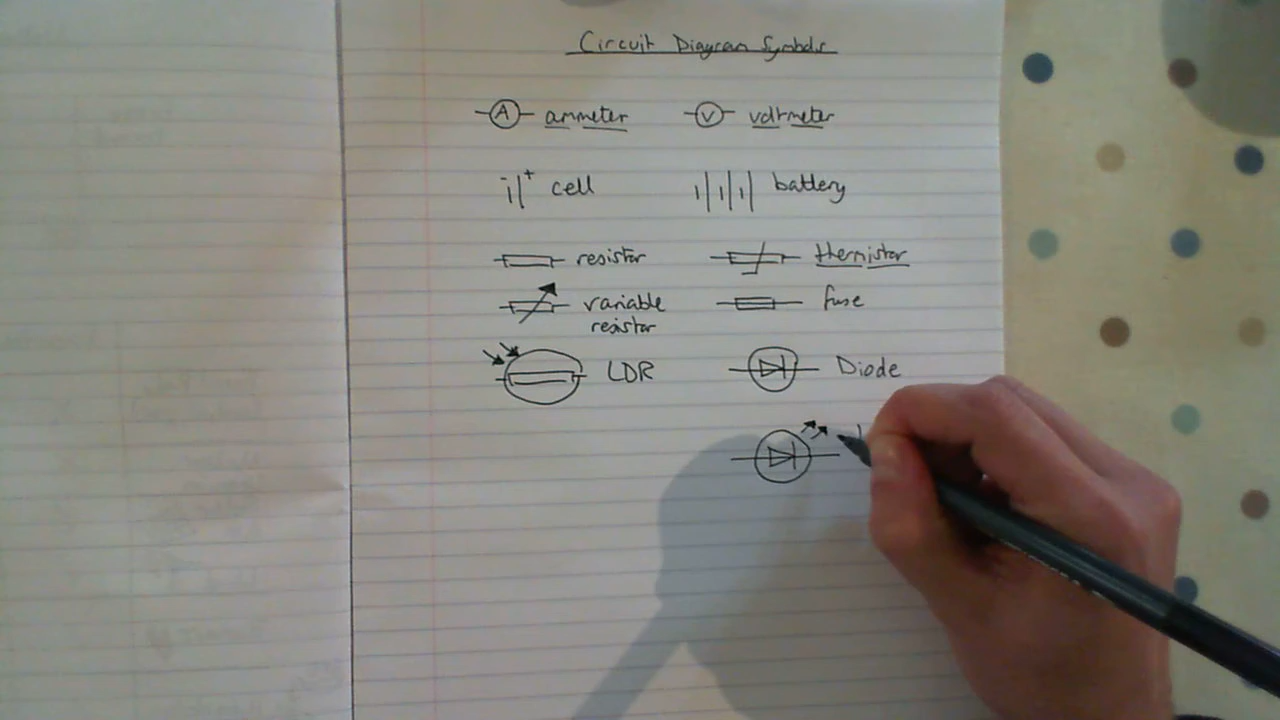 Circuit Diagram Symbols
A ammeter V voltmeter
+ cell battery
resistor thermistor
variable fuse
resistor
LDR Diode